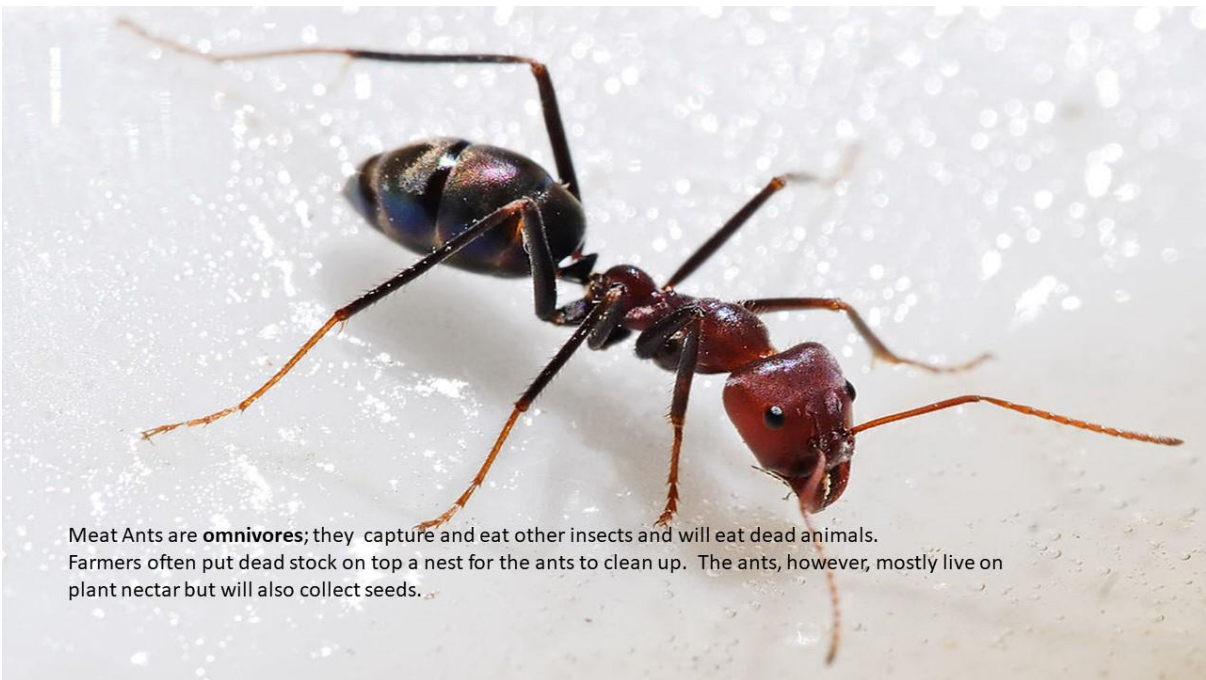 Meat Ants are omnivores; they  capture and eat other insects and will eat dead animals.
Farmers often put dead stock on top a nest for the ants to clean up.  The ants, however, mostly live on
plant nectar but will also collect seeds.